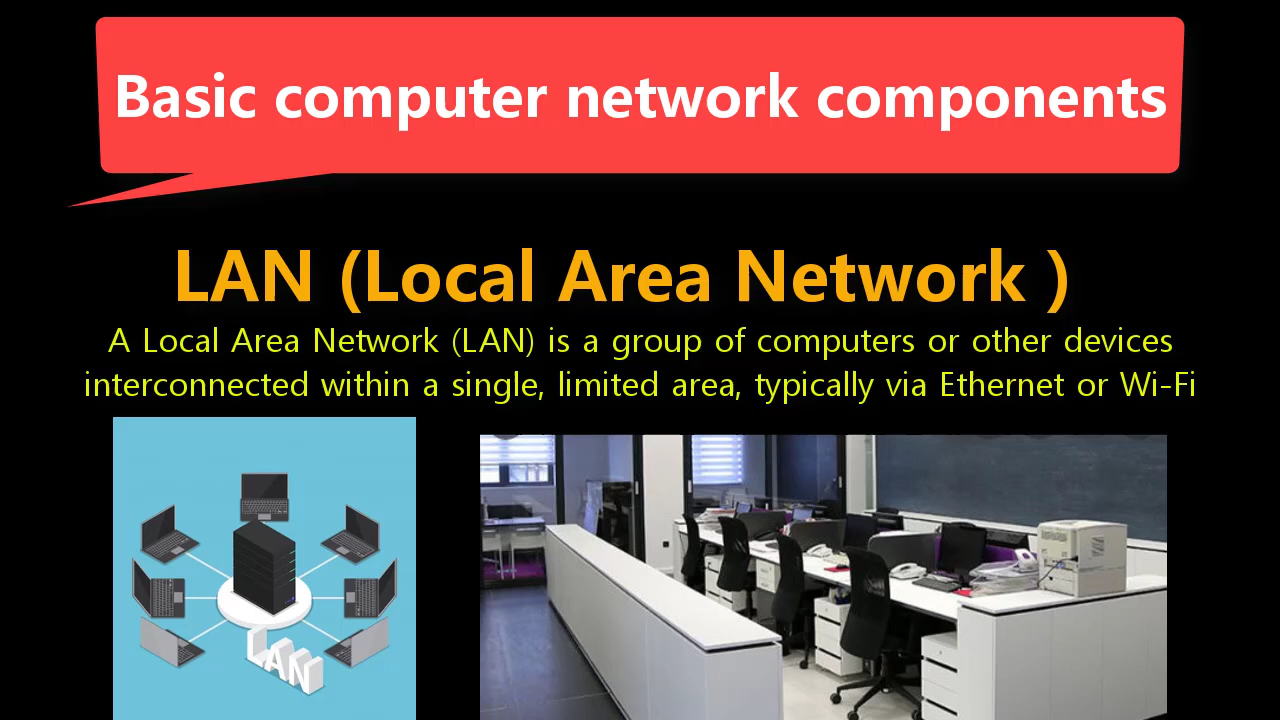 Basic computer network components
LAN (Local Area Network )
A Local Area Network (LAN) is a group of computers or other devices
interconnected within a single, limited area, typically via Ethernet or Wi-Fi
LAN